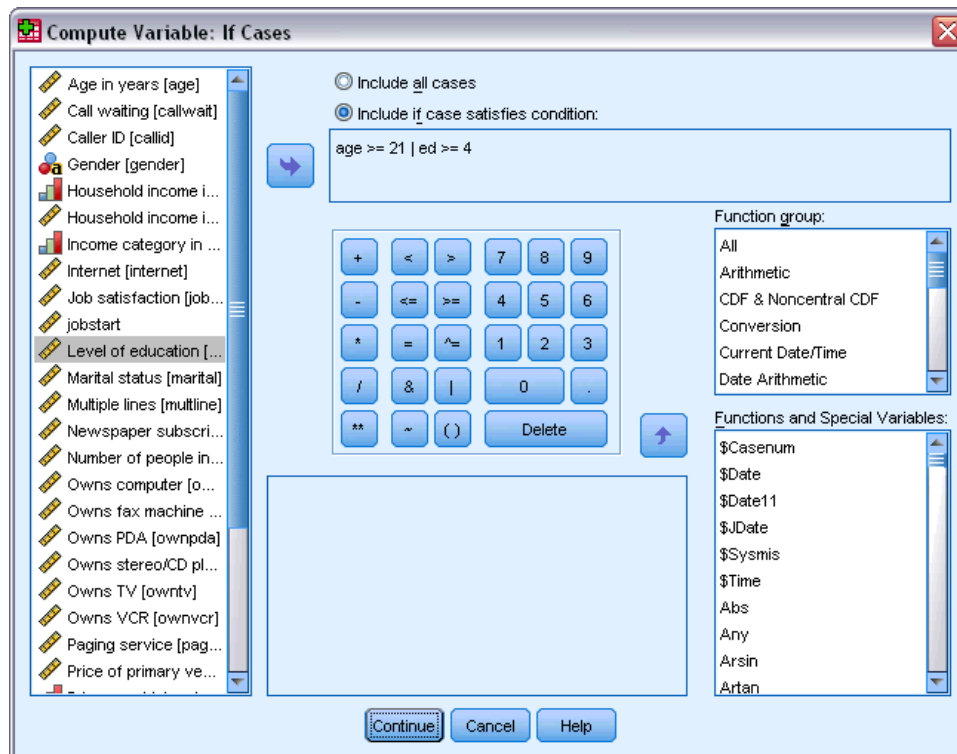 Compute Variable: If Cases
Age in years [age]
Call waiting [callwait]
Caller ID [callid]
Gender [gender]
Household income i...
Household income i...
Income category in ...
Internet [internet]
Job satisfaction [job...
jobstart
Level of education [...
Marital status [marital]
Multiple lines [multline]
Newspaper subscri...
Number of people in...
Owns computer [o...
Owns fax machine ...
Owns PDA [ownpda]
Owns stereo/CD pl...
Owns TV [owntv]
Owns VCR [ownvcr]
Paging service [pag...
Price of primary ve...
Include all cases
Include if case satisfies condition:
age >= 21 | ed >= 4
+ < > 7 8 9
- <= >= 4 5 6
* = ^= 1 2 3
/ & | 0 .
** ~ ( ) Delete
Function group:
All
Arithmetic
CDF & Noncentral CDF
Conversion
Current Date/Time
Date Arithmetic
Functions and Special Variables:
$Casenum
$Date
$Date11
$JDate
$Sysmis
$Time
Abs
Any
Arsin
Artan
Continue Cancel Help